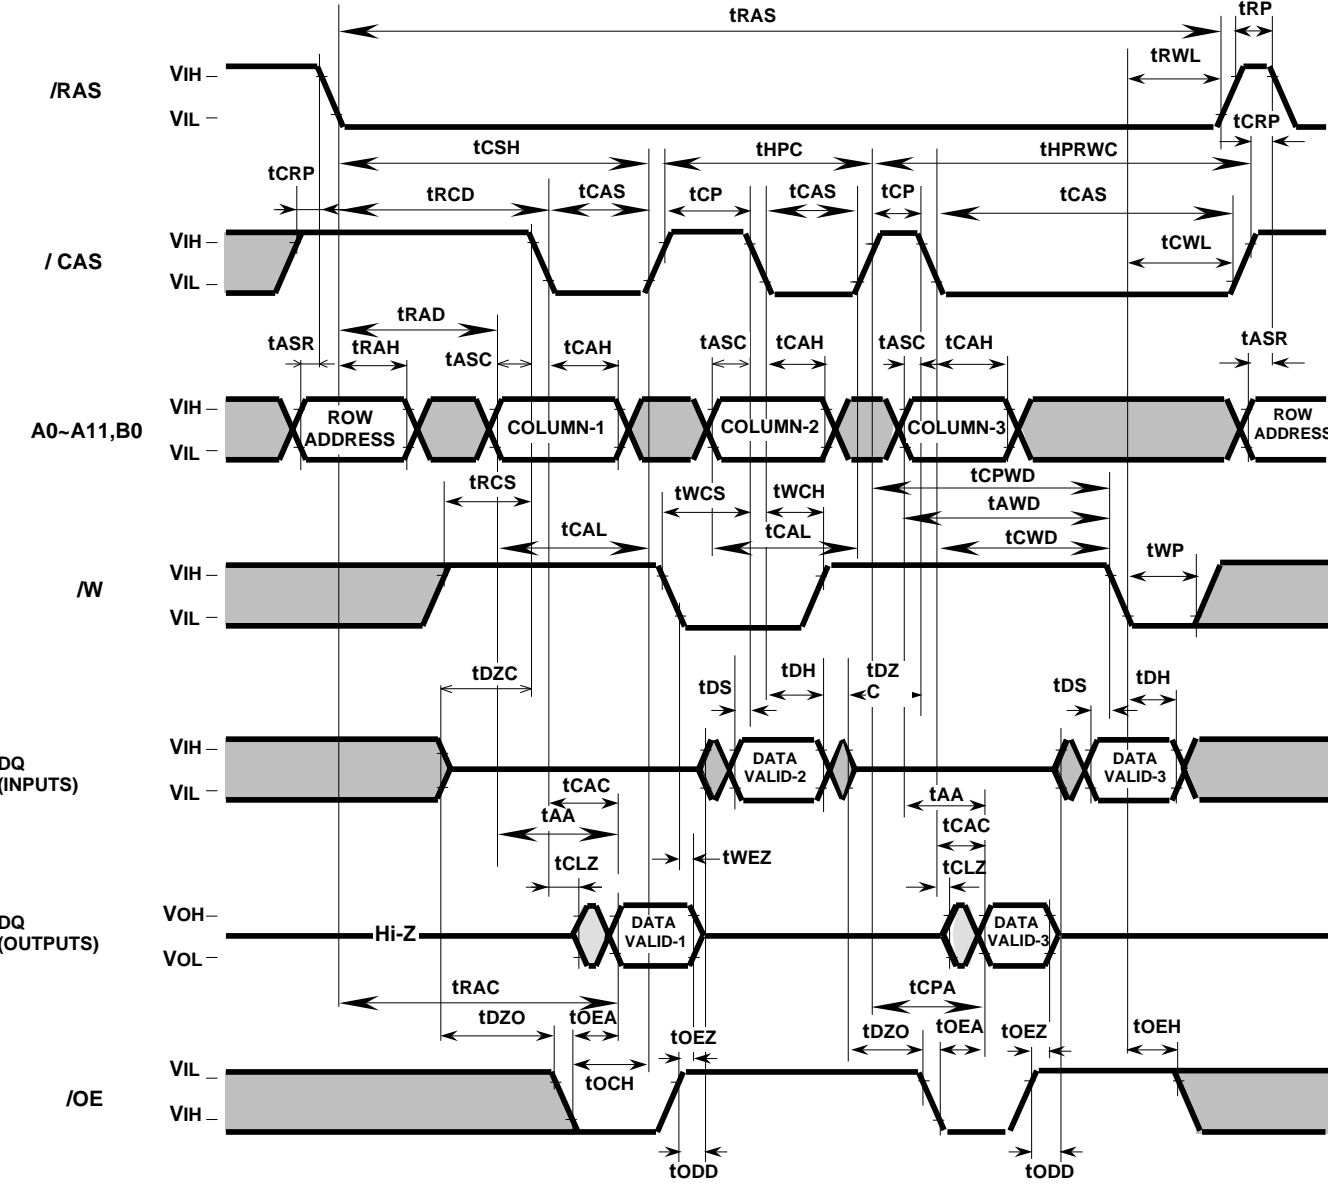 tRAS
tRP
tRWL
/RAS
VIH
VIL
tCRP
tCSH
tHPC
tHPRWC
tCRP
tRCD
tCAS
tCP
tCAS
tCP
tCAS
tCWL
/ CAS
VIH
VIL
tRAD
tASR
tRAH
tASC
tCAH
tASC
tCAH
tASC
tCAH
tASR
A0~A11,B0
VIH
VIL
ROW
ADDRESS
COLUMN-1
COLUMN-2
COLUMN-3
ROW
ADDRESS
tRCS
tWCS
tWCH
tCPWD
tAWD
tCAL
tCAL
tCWD
tWP
/W
VIH
VIL
tDZC
tDS
tDH
tDZ
C
tDS
tDH
DQ
(INPUTS)
VIH
VIL
DATA
VALID-2
DATA
VALID-3
tCAC
tAA
tAA
tCAC
tCLZ
tWEZ
tCLZ
DQ
(OUTPUTS)
VOH
VOL
Hi-Z
DATA
VALID-1
DATA
VALID-3
tRAC
tCPA
tDZO
tOEA
tOEZ
tDZO
tOEA
tOEZ
tOEH
tOCH
/OE
VIL
VIH
tODD
tODD